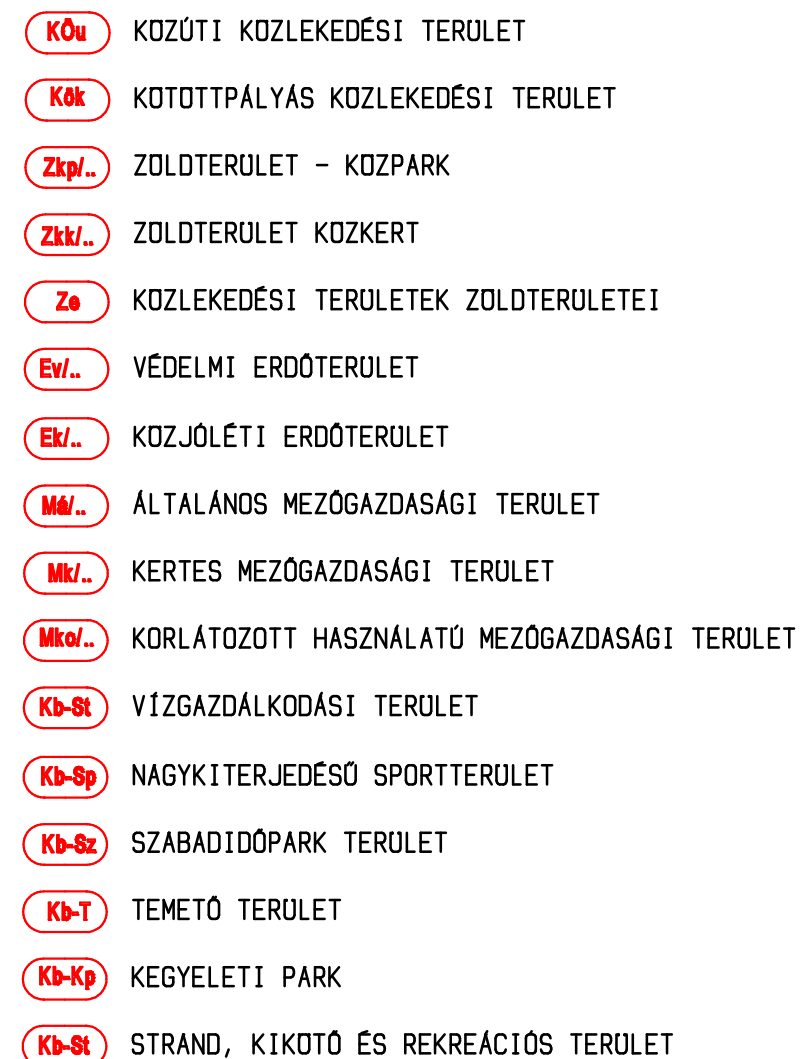 KÖu KÖZÚTI KÖZLEKEDÉSI TERÜLET
Kök KÖTÖTTPÁLYÁS KÖZLEKEDÉSI TERÜLET
Zkp/.. ZÖLDTERÜLET - KÖZPARK
Zkk/.. ZÖLDTERÜLET KÖZKERT
Ze KÖZLEKEDÉSI TERÜLETEK ZÖLDTERÜLETEI
Ev/.. VÉDELMI ERDŐTERÜLET
Ek/.. KÖZJÓLÉTI ERDŐTERÜLET
Má/.. ÁLTALÁNOS MEZŐGAZDASÁGI TERÜLET
Mk/.. KERTES MEZŐGAZDASÁGI TERÜLET
Mko/.. KORLÁTOZOTT HASZNÁLATÚ MEZŐGAZDASÁGI TERÜLET
Kb-St VÍZGAZDÁLKODÁSI TERÜLET
Kb-Sp NAGYKITERJEDÉSŰ SPORTTERÜLET
Kb-Sz SZABADIDŐPARK TERÜLET
Kb-T TEMETŐ TERÜLET
Kb-Kp KEGYELETI PARK
Kb-St STRAND, KIKÖTŐ ÉS REKREÁCIÓS TERÜLET